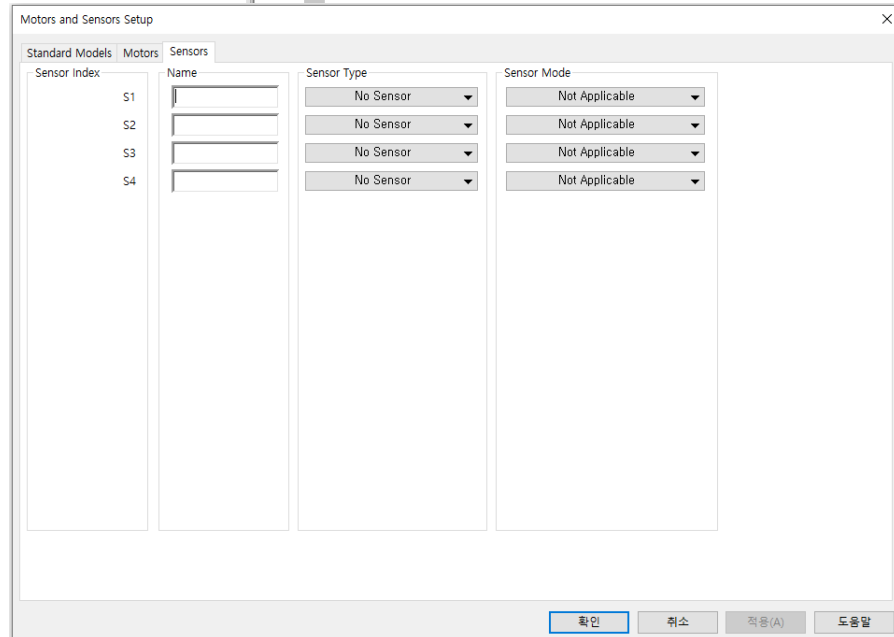 Motors and Sensors Setup
Standard Models Motors Sensors
Sensor Index Name Sensor Type Sensor Mode
S1 No Sensor Not Applicable
S2 No Sensor Not Applicable
S3 No Sensor Not Applicable
S4 No Sensor Not Applicable
확인 취소 적용(A) 도움말